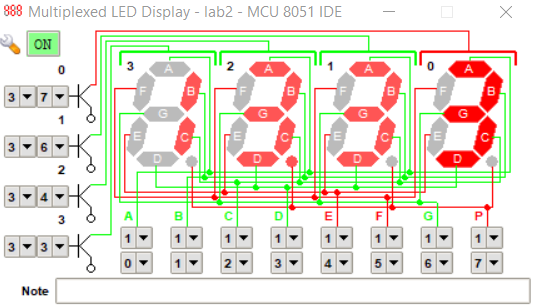 888 Multiplexed LED Display - lab2 - MCU 8051 IDE
ON
0
3 7
1
3 6
2
3 4
3
3 3
3 2 1 0
A A A A
F B F B F B F B
G G G G
E C E C E C E C
D D D D
A B C D E F G P
1 1 1 1 1 1 1 1
0 1 2 3 4 5 6 7
Note